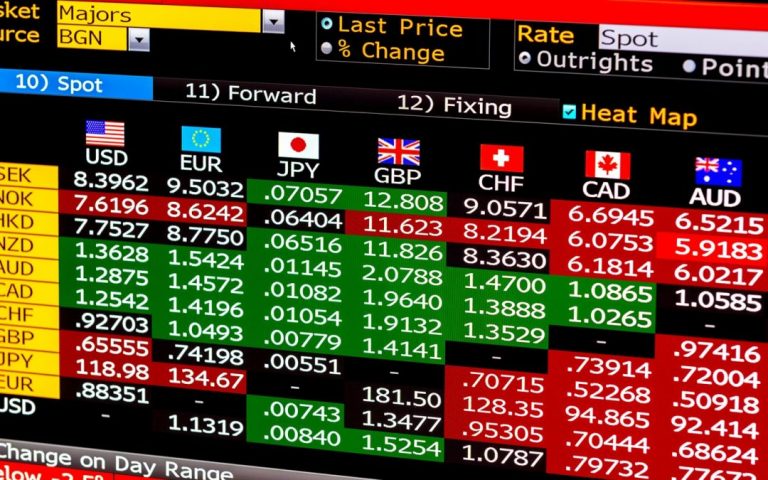 sket Majors
urce BGN
Last Price
% Change
Rate Spot
Outrights Point
10) Spot 11) Forward 12) Fixing Heat Map
USD EUR JPY GBP CHF CAD AUD
SEK 8.3962 9.5032 .07057 12.808 9.0571 6.6945 6.5215
NOK 7.6196 8.6242 .06404 11.623 8.2194 6.0753 5.9183
HKD 7.7527 8.7750 .06516 11.826 8.3630 6.1814 6.0217
NZD 1.3628 1.5424 .01145 2.0788 1.4700 1.0865 1.0585
AUD 1.2875 1.4572 .01082 1.9640 1.3888 1.0265 -
CAD 1.2542 1.4196 .01054 1.9132 1.3529 - .97416
CHF .92703 1.0493 .00779 1.4141 - .73914 .72004
GBP .65555 .74198 .00551 - .70715 .52268 .50918
JPY 118.98 134.67 - 181.50 128.35 94.865 92.414
EUR .88351 - .00743 1.3477 .95305 .70444 .68624
USD - 1.1319 .00840 1.5254 1.0787 .79732 .77672
Change on Day Range